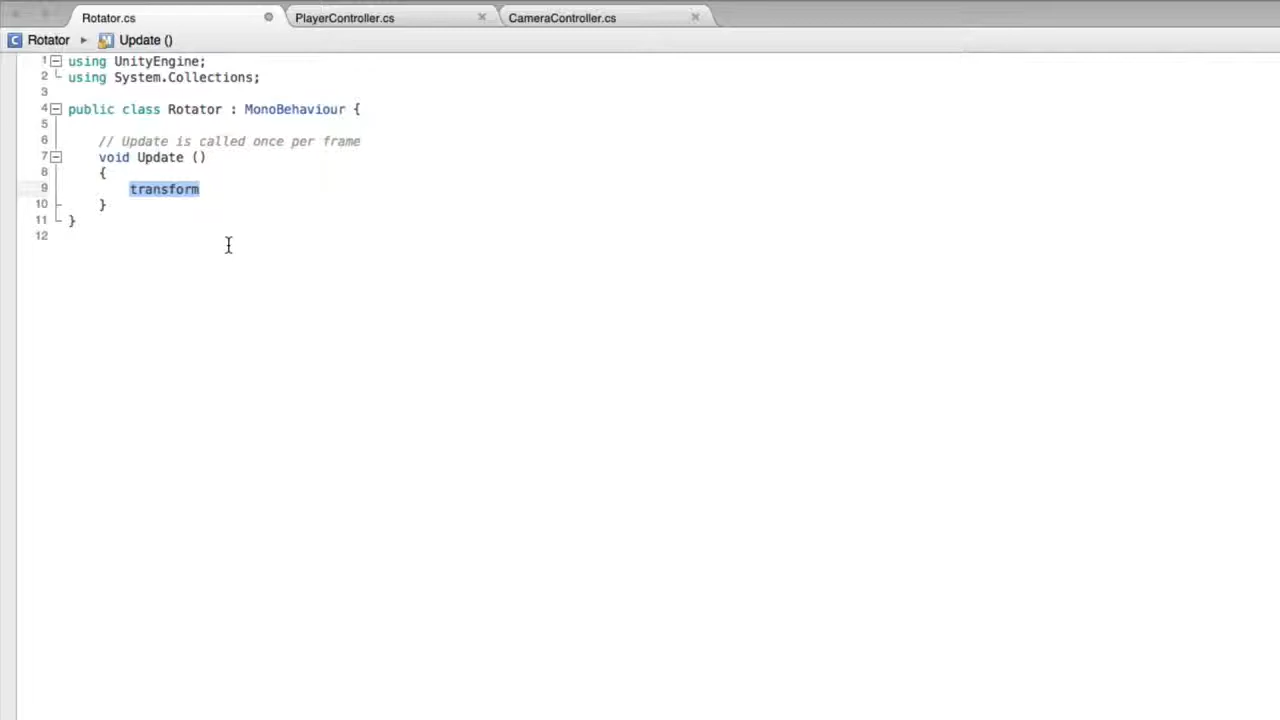 Rotator.cs PlayerController.cs CameraController.cs
C Rotator Update ()
1 using UnityEngine;
2 using System.Collections;
3
4 public class Rotator : MonoBehaviour {
5
6 // Update is called once per frame
7 void Update ()
8 {
9 transform
10 }
11 }
12